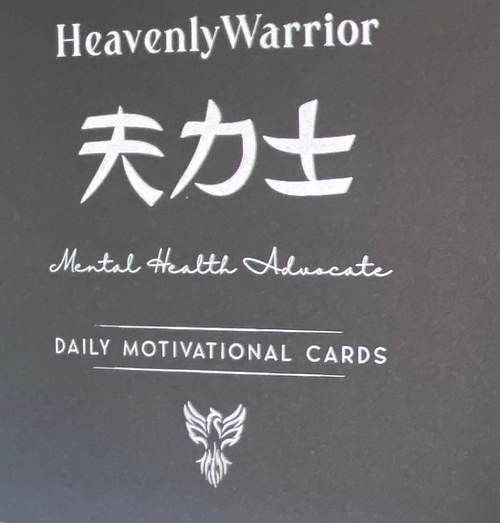 HeavenlyWarrior
夫力士
Mental Health Advocate
DAILY MOTIVATIONAL CARDS